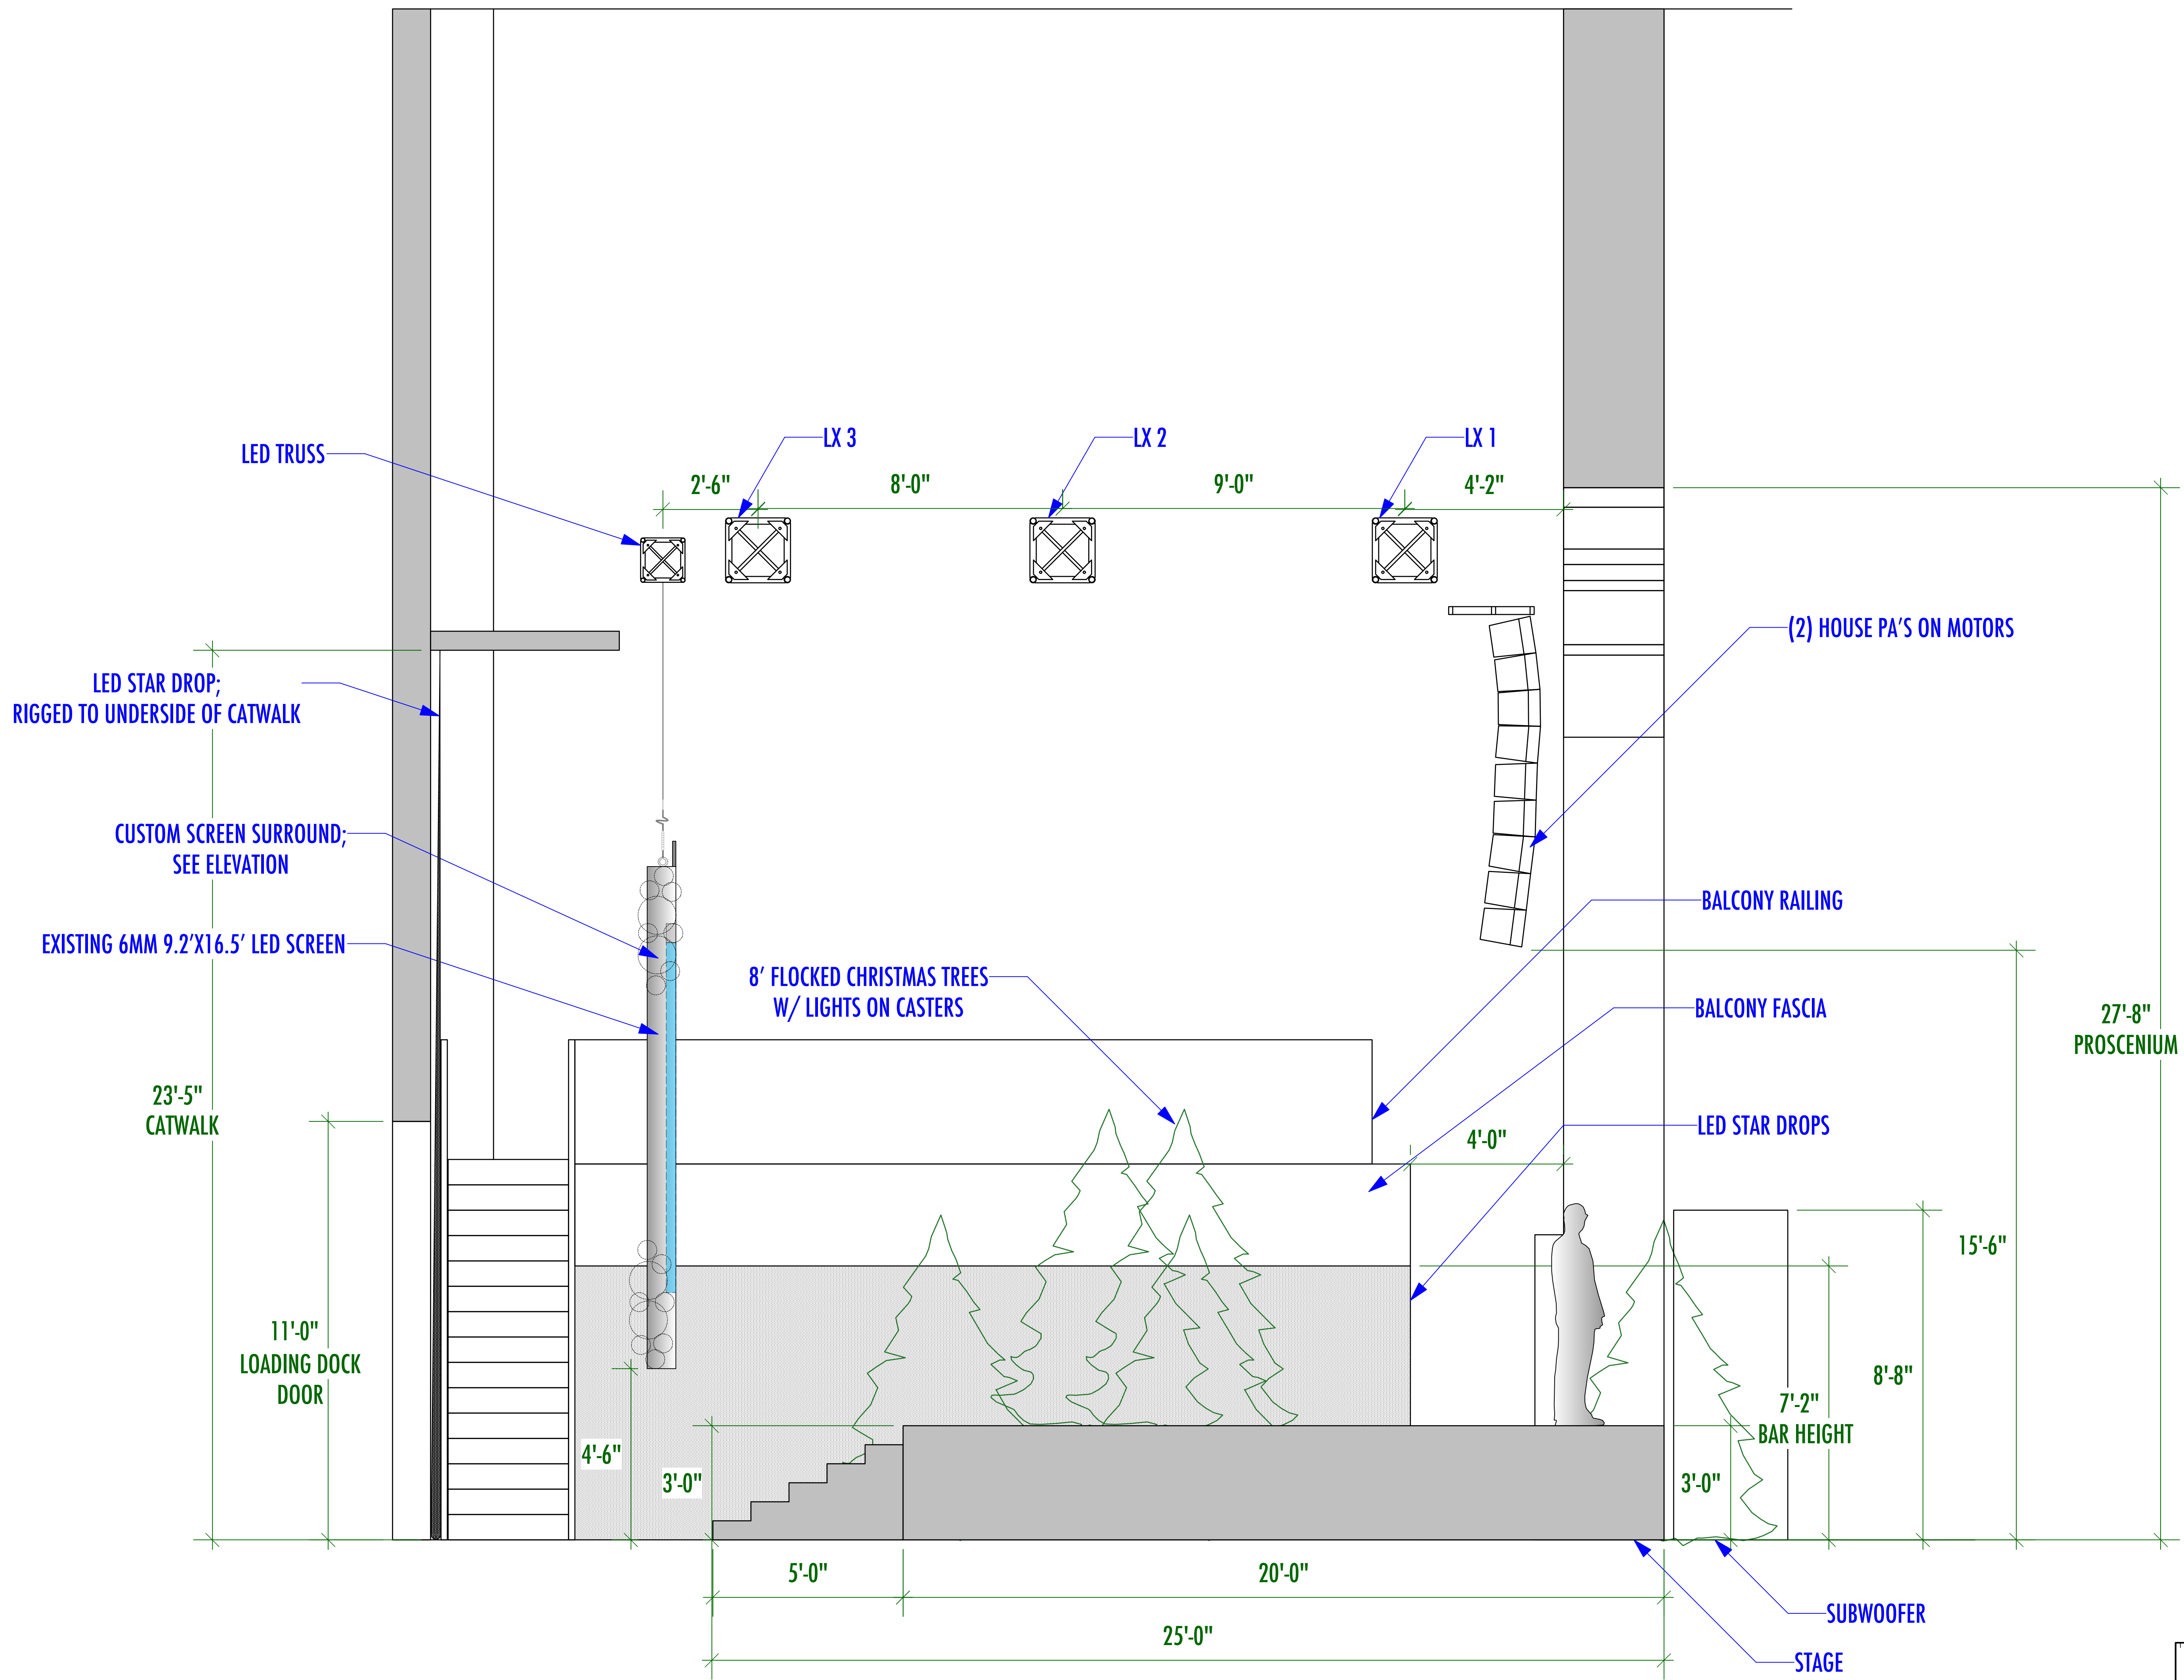 LX 3
LX 2
LX 1
LED TRUSS
2'-6"
8'-0"
9'-0"
4'-2"
(2) HOUSE PA'S ON MOTORS
LED STAR DROP;
RIGGED TO UNDERSIDE OF CATWALK
CUSTOM SCREEN SURROUND;
SEE ELEVATION
EXISTING 6MM 9.2'X16.5' LED SCREEN
8' FLOCKED CHRISTMAS TREES
W/ LIGHTS ON CASTERS
BALCONY RAILING
BALCONY FASCIA
27'-8"
PROSCENIUM
23'-5"
CATWALK
LED STAR DROPS
4'-0"
15'-6"
11'-0"
LOADING DOCK
DOOR
8'-8"
7'-2"
BAR HEIGHT
4'-6"
3'-0"
3'-0"
5'-0"
20'-0"
SUBWOOFER
25'-0"
STAGE